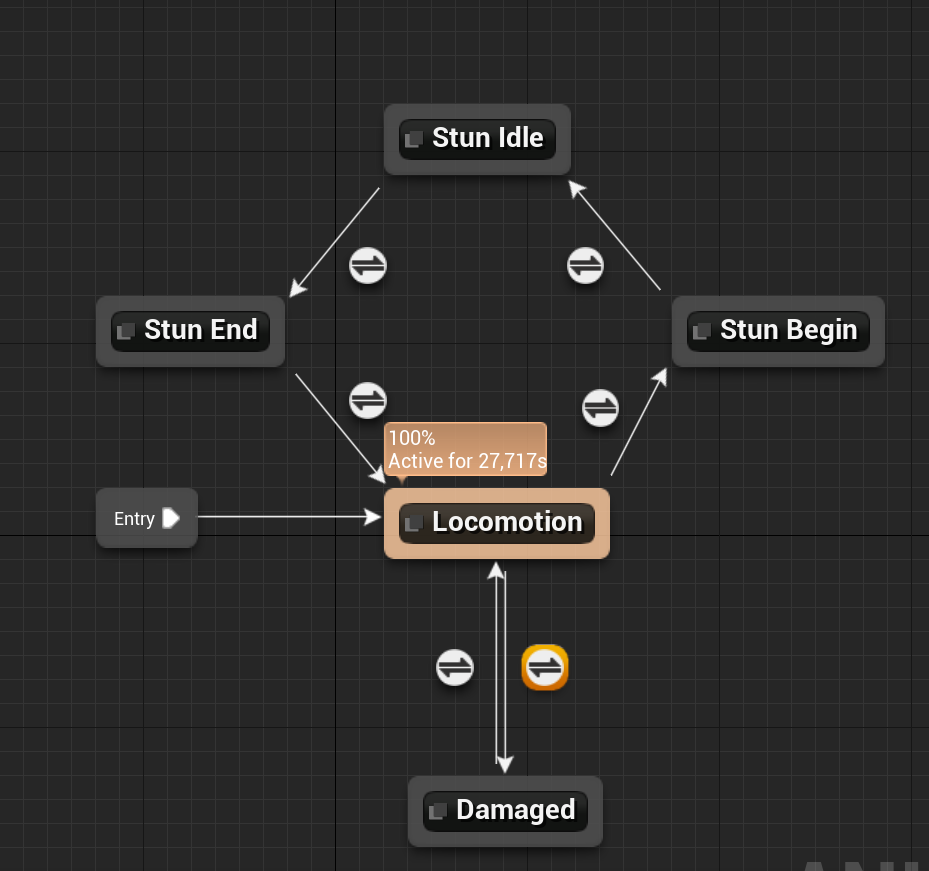 Stun Idle
Stun End
Stun Begin
100%
Active for 27,717s
Entry
Locomotion
Damaged